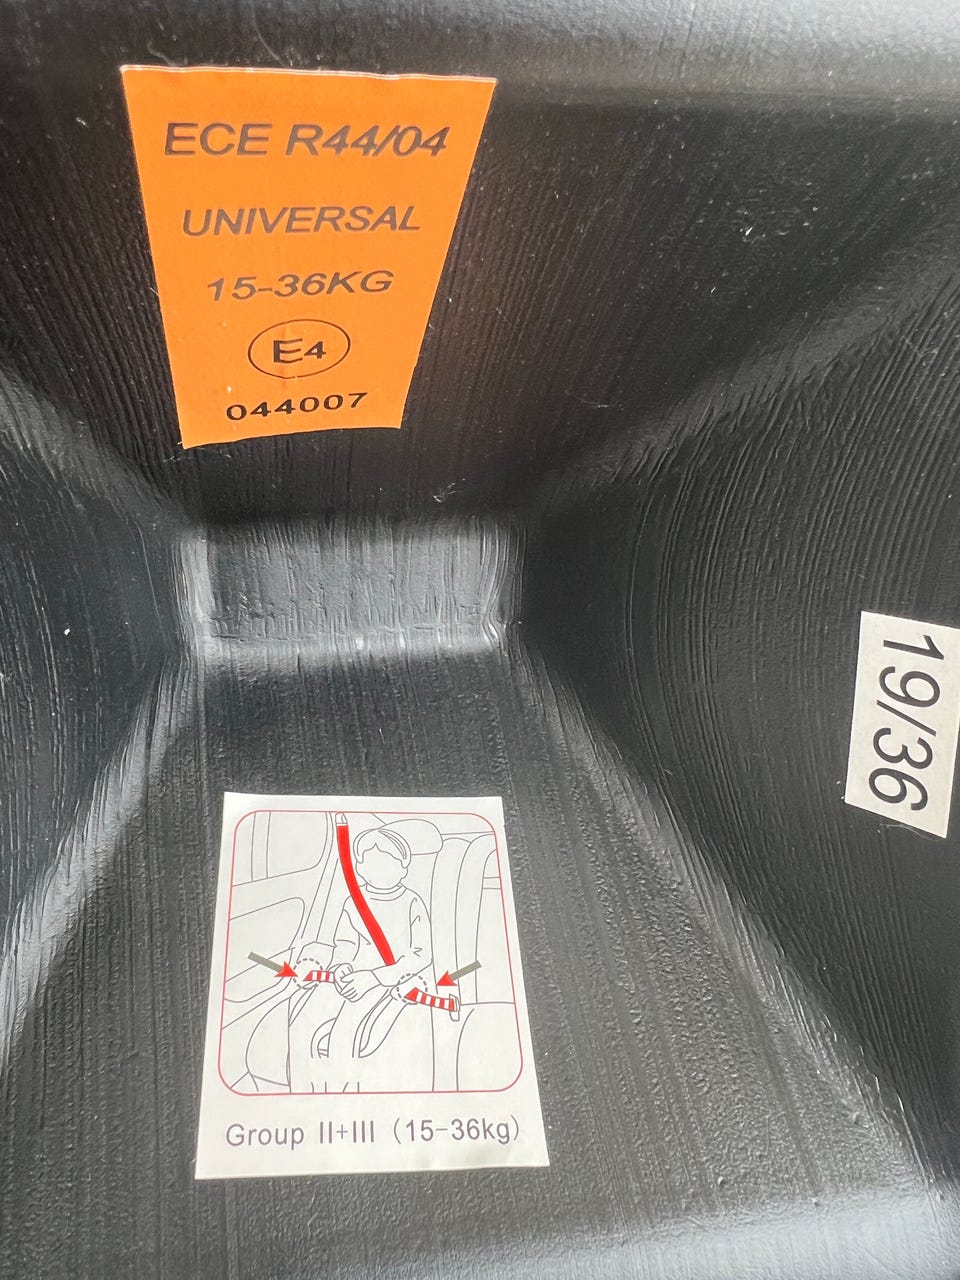 ECE R44/04
UNIVERSAL
15-36KG
E4
044007
19/36
Group II+III (15-36kg)